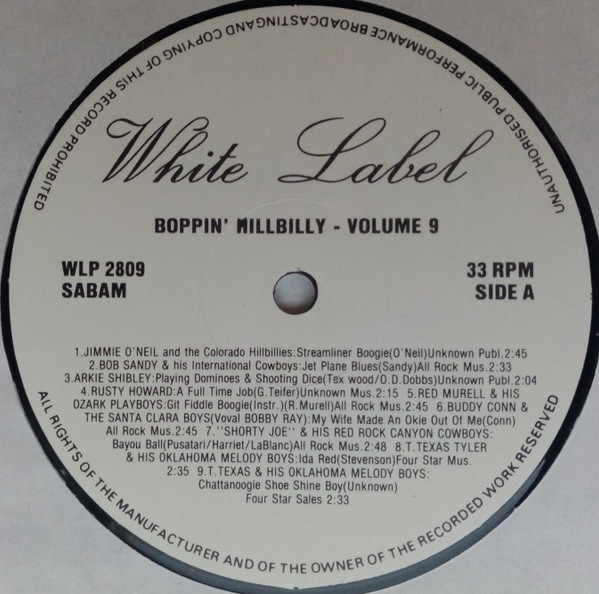 UNAUTHORISED PUBLIC PERFORMANCE BROADCASTING AND COPYING OF THIS RECORD PROHIBITED
White Label
BOPPIN' HILLBILLY - VOLUME 9
WLP 2809
SABAM
33 RPM
SIDE A
1.JIMMIE O'NEIL and the Colorado Hillbillies:Streamliner Boogie(O'Neil)Unknown Publ.2:45
2.BOB SANDY & his International Cowboys:Jet Plane Blues(Sandy)All Rock Mus.2:33
3.ARKIE SHIBLEY:Playing Dominoes & Shooting Dice(Tex wood/O.D.Dobbs)Unknown Publ.2:04
4.RUSTY HOWARD:A Full Time Job(G.Teifer)Unknown Mus.2:15 5.RED MURELL & HIS
OZARK PLAYBOYS:Git Fiddle Boogie(Instr.)(R.Murell)All Rock Mus.2:45 6.BUDDY CONN &
THE SANTA CLARA BOYS(Voval BOBBY RAY):My Wife Made An Okie Out Of Me(Conn)
All Rock Mus.2:45 7."SHORTY JOE" & HIS RED ROCK CANYON COWBOYS:
Bayou Ball(Pusatari/Harriet/LaBlanc)All Rock Mus.2:48 8.T.TEXAS TYLER
& HIS OKLAHOMA MELODY BOYS:Ida Red(Stevenson)Four Star Mus.
2:35 9.T.TEXAS & HIS OKLAHOMA MELODY BOYS:
Chattanoogie Shoe Shine Boy(Unknown)
Four Star Sales 2:33
ALL RIGHTS OF THE MANUFACTURER AND OF THE OWNER OF THE RECORDED WORK RESERVED